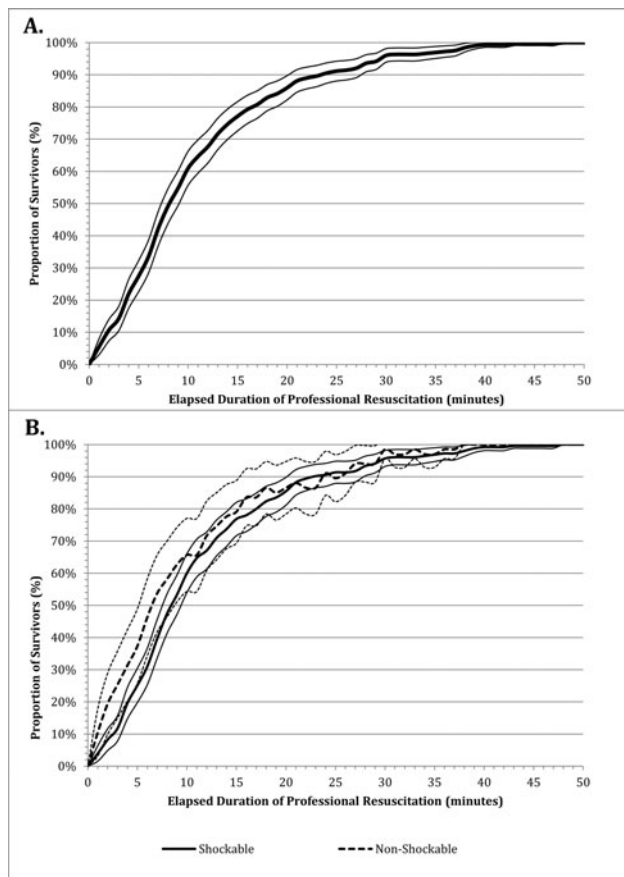 A.
100%
90%
80%
70%
60%
50%
40%
30%
20%
10%
0%
Proportion of Survivors (%)
0 5 10 15 20 25 30 35 40 45 50
Elapsed Duration of Professional Resuscitation (minutes)
B.
100%
90%
80%
70%
60%
50%
40%
30%
20%
10%
0%
Proportion of Survivors (%)
0 5 10 15 20 25 30 35 40 45 50
Elapsed Duration of Professional Resuscitation (minutes)
Shockable Non-Shockable